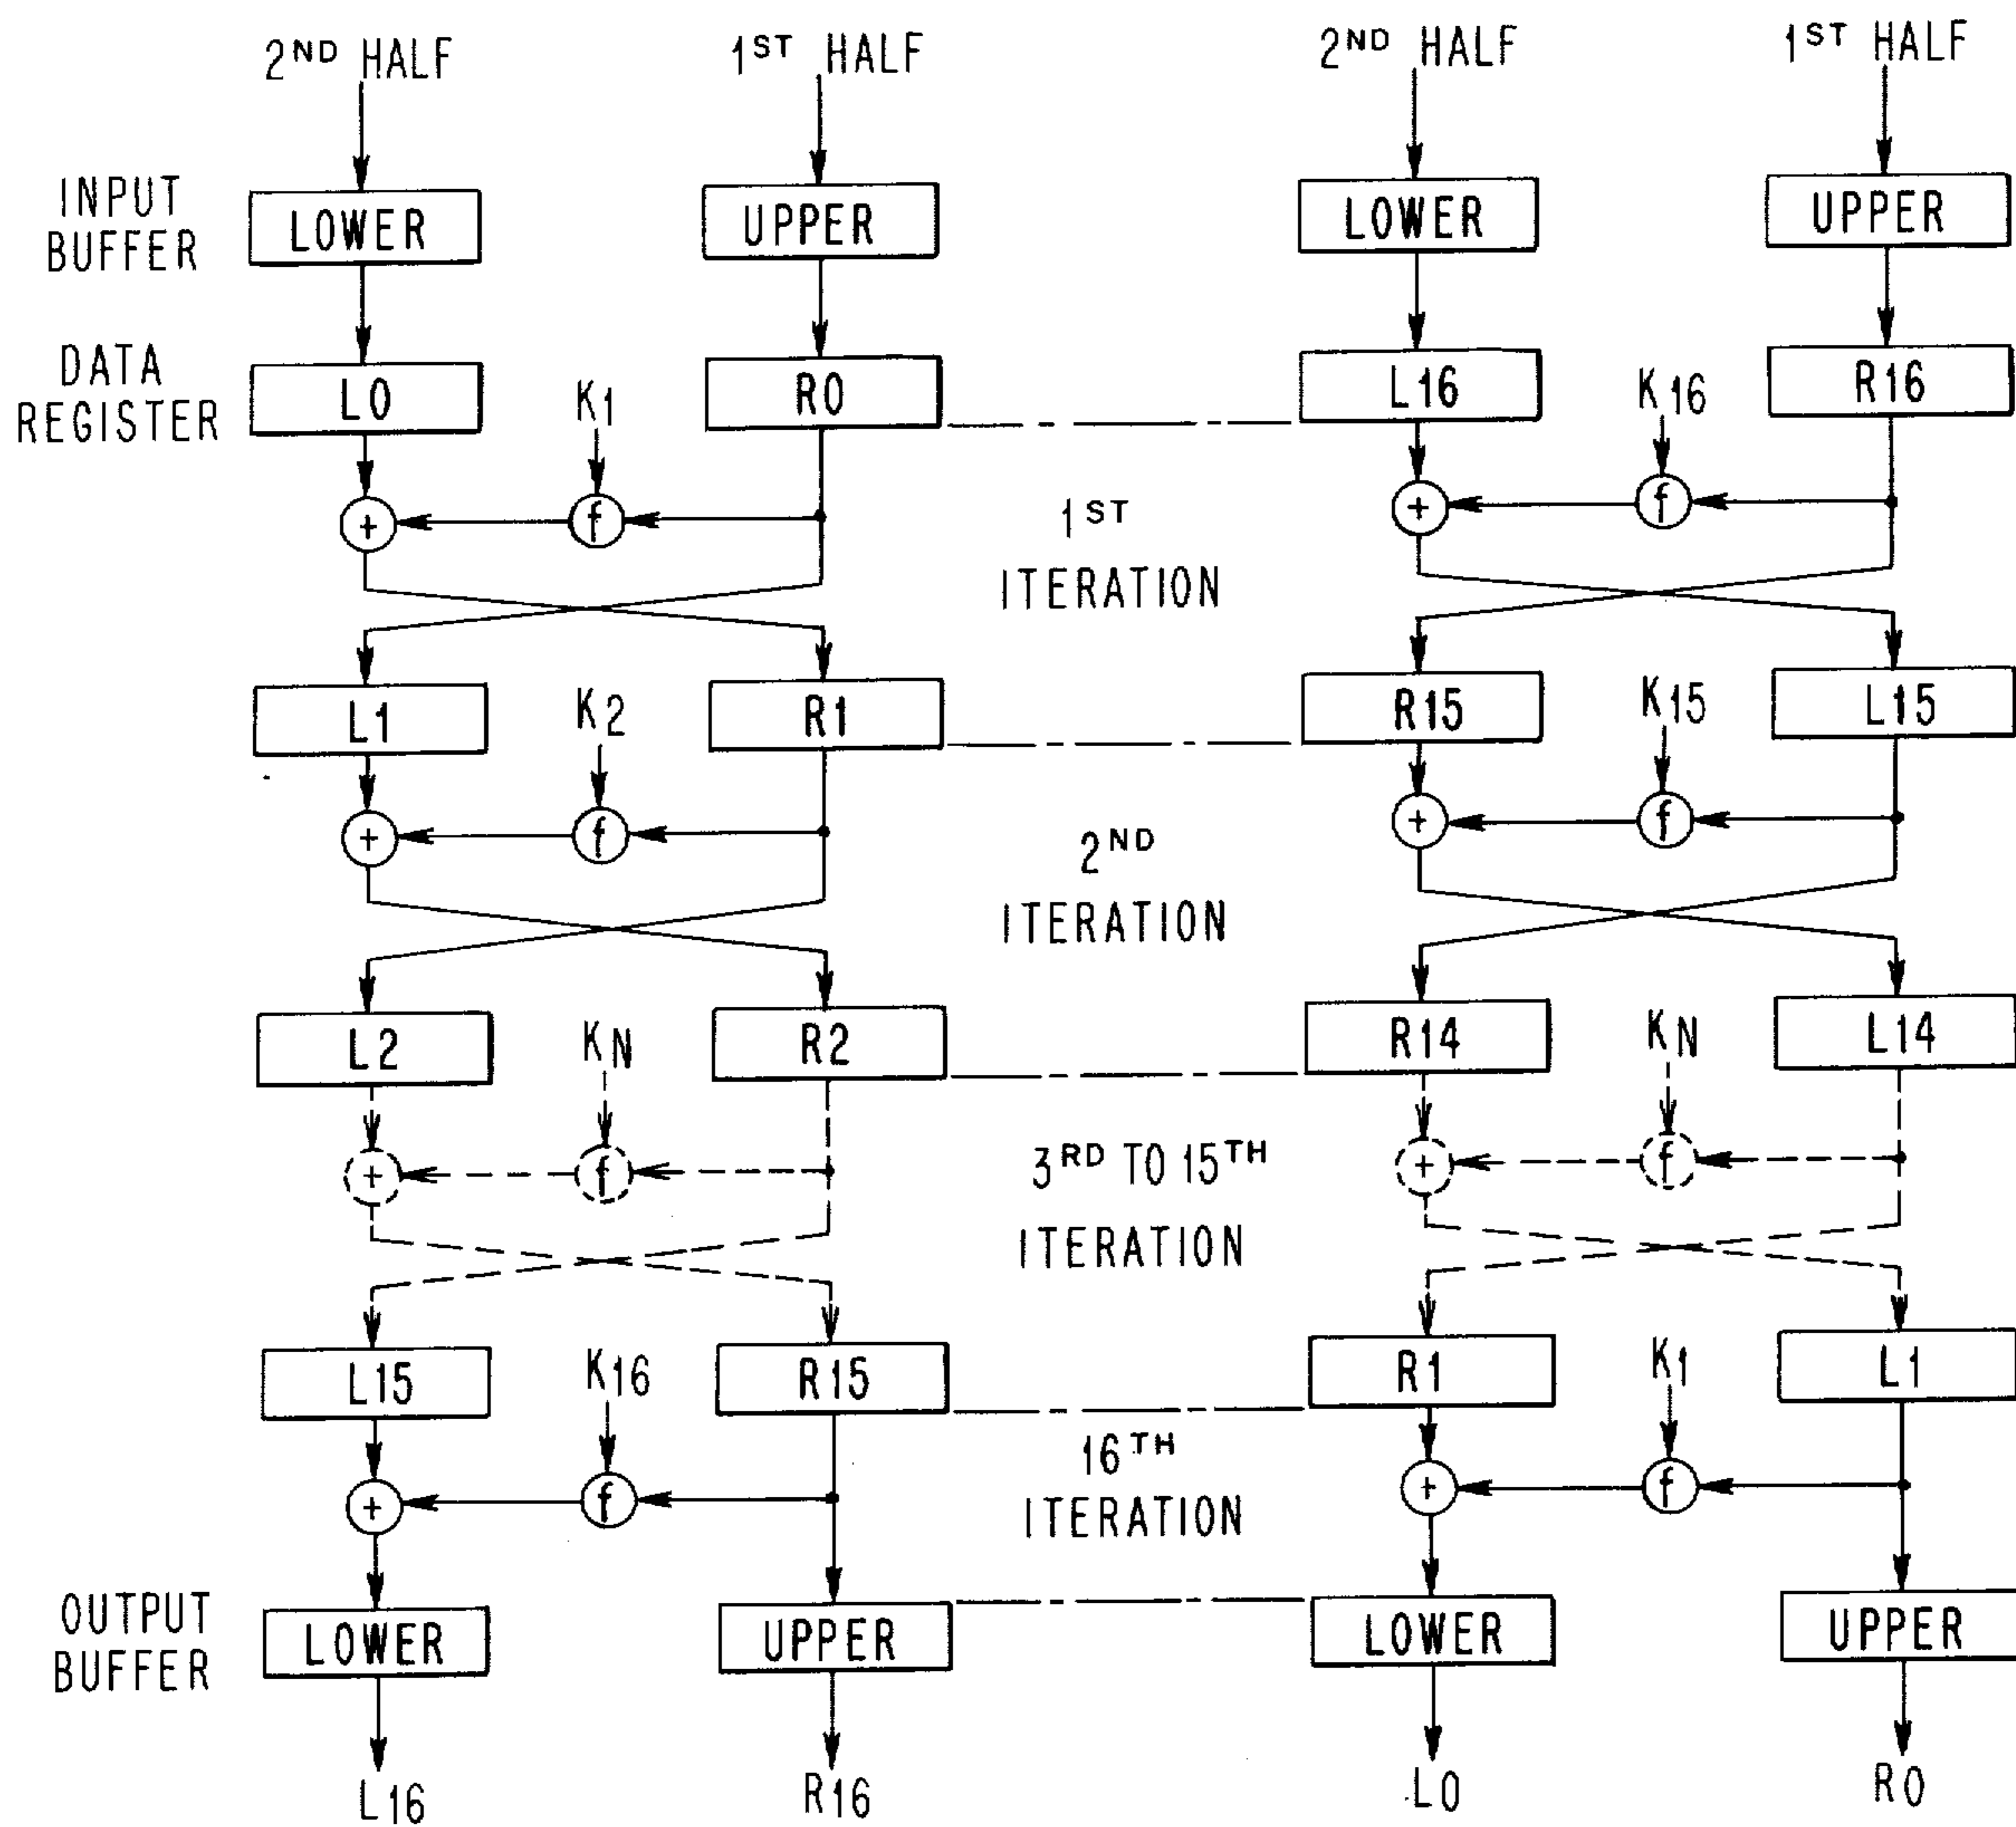 2ND HALF 1ST HALF 2ND HALF 1ST HALF
INPUT
BUFFER
LOWER UPPER LOWER UPPER
DATA
REGISTER
L0 K1 R0 L16 K16 R16
+ f + f
1ST
ITERATION
L1 K2 R1 R15 K15 L15
+ f + f
2ND
ITERATION
L2 KN R2 R14 KN L14
+ f + f
3RD TO 15TH
ITERATION
L15 K16 R15 R1 K1 L1
+ f + f
16TH
ITERATION
OUTPUT
BUFFER
LOWER UPPER LOWER UPPER
L16 R16 L0 R0